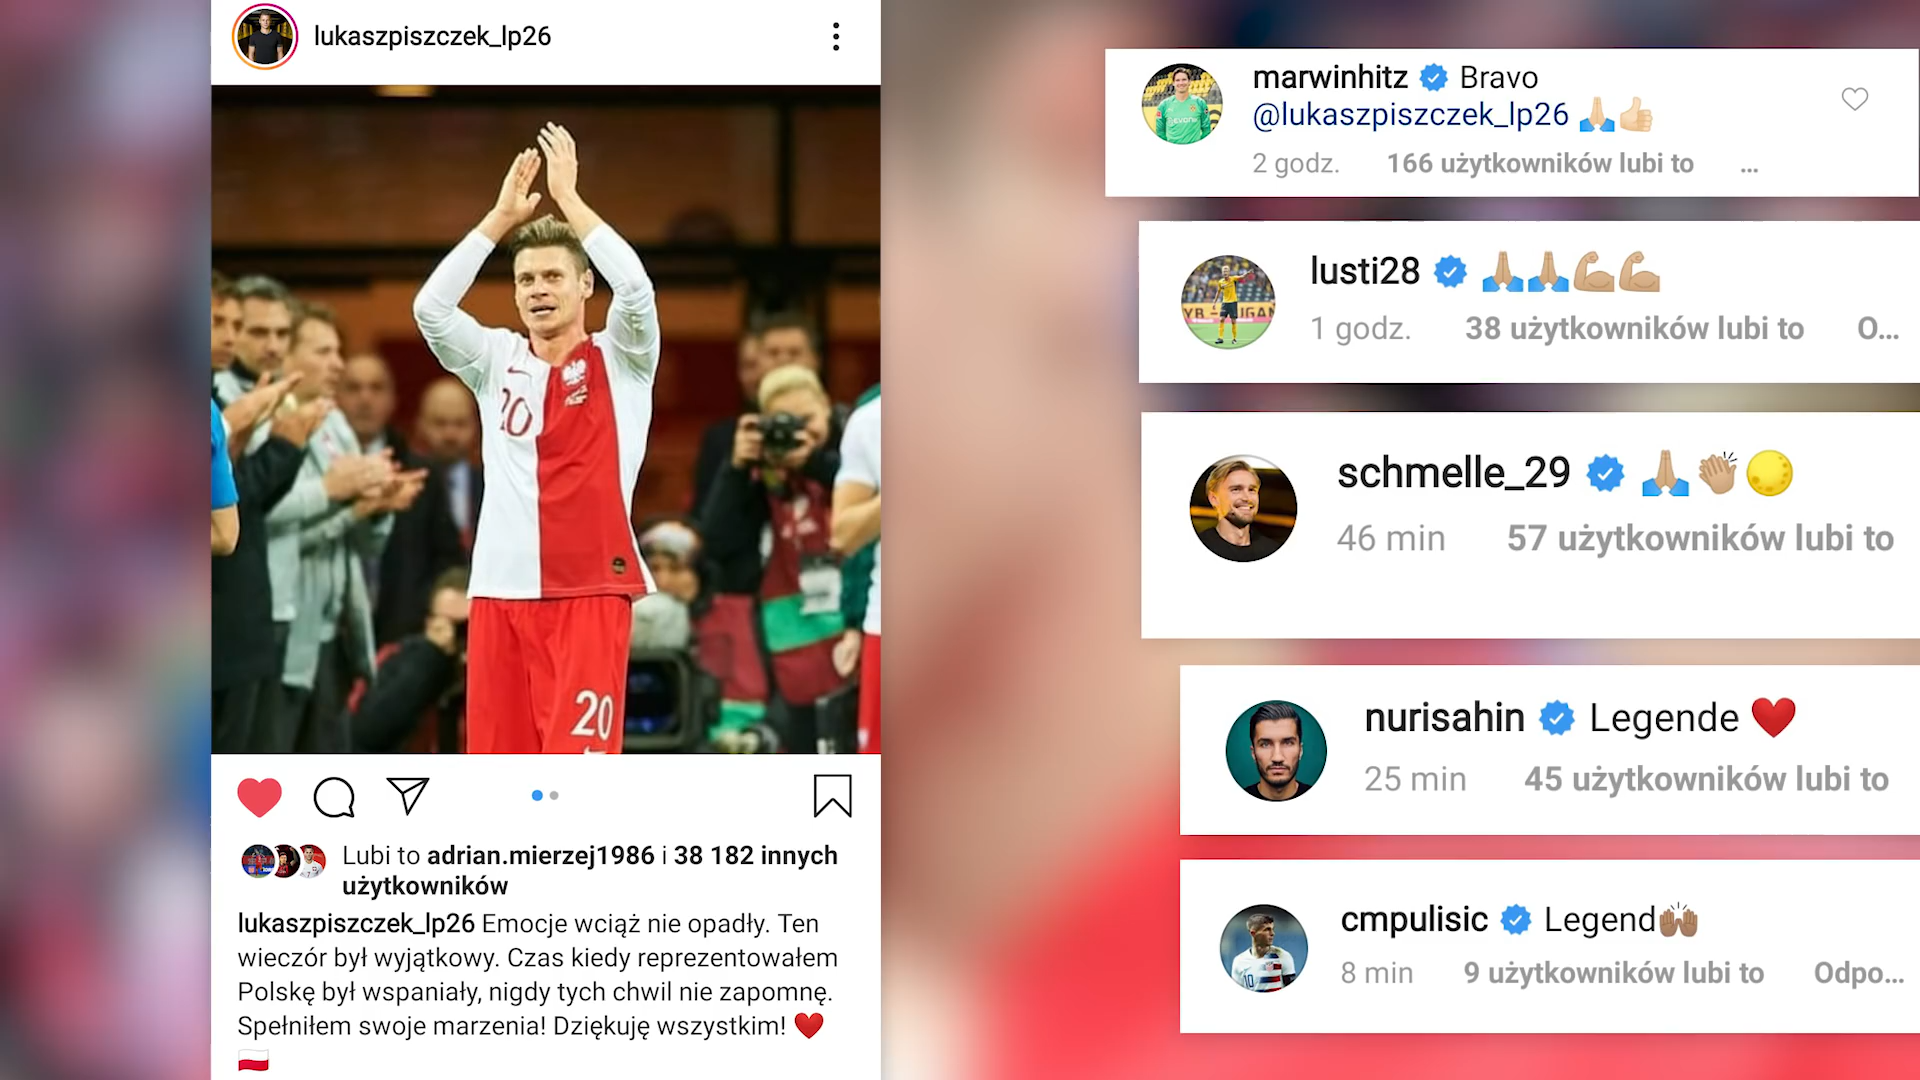 lukaszpiszczek_lp26
20
20
Lubi to adrian.mierzej1986 i 38 182 innych
użytkowników
lukaszpiszczek_lp26 Emocje wciąż nie opadły. Ten
wieczór był wyjątkowy. Czas kiedy reprezentowałem
Polskę był wspaniały, nigdy tych chwil nie zapomnę.
Spełniłem swoje marzenia! Dziękuję wszystkim! ❤️
🇵🇱
marwinhitz Bravo
@lukaszpiszczek_lp26 🙏🏼👍🏼
2 godz. 166 użytkowników lubi to ...
lusti28 🙏🏽🙏🏽💪🏽💪🏽
1 godz. 38 użytkowników lubi to O...
schmelle_29 🙏🏽👏🏽🌕
46 min 57 użytkowników lubi to
nurisahin Legende ❤️
25 min 45 użytkowników lubi to
cmpulisic Legend🙌🏾
8 min 9 użytkowników lubi to Odpo...